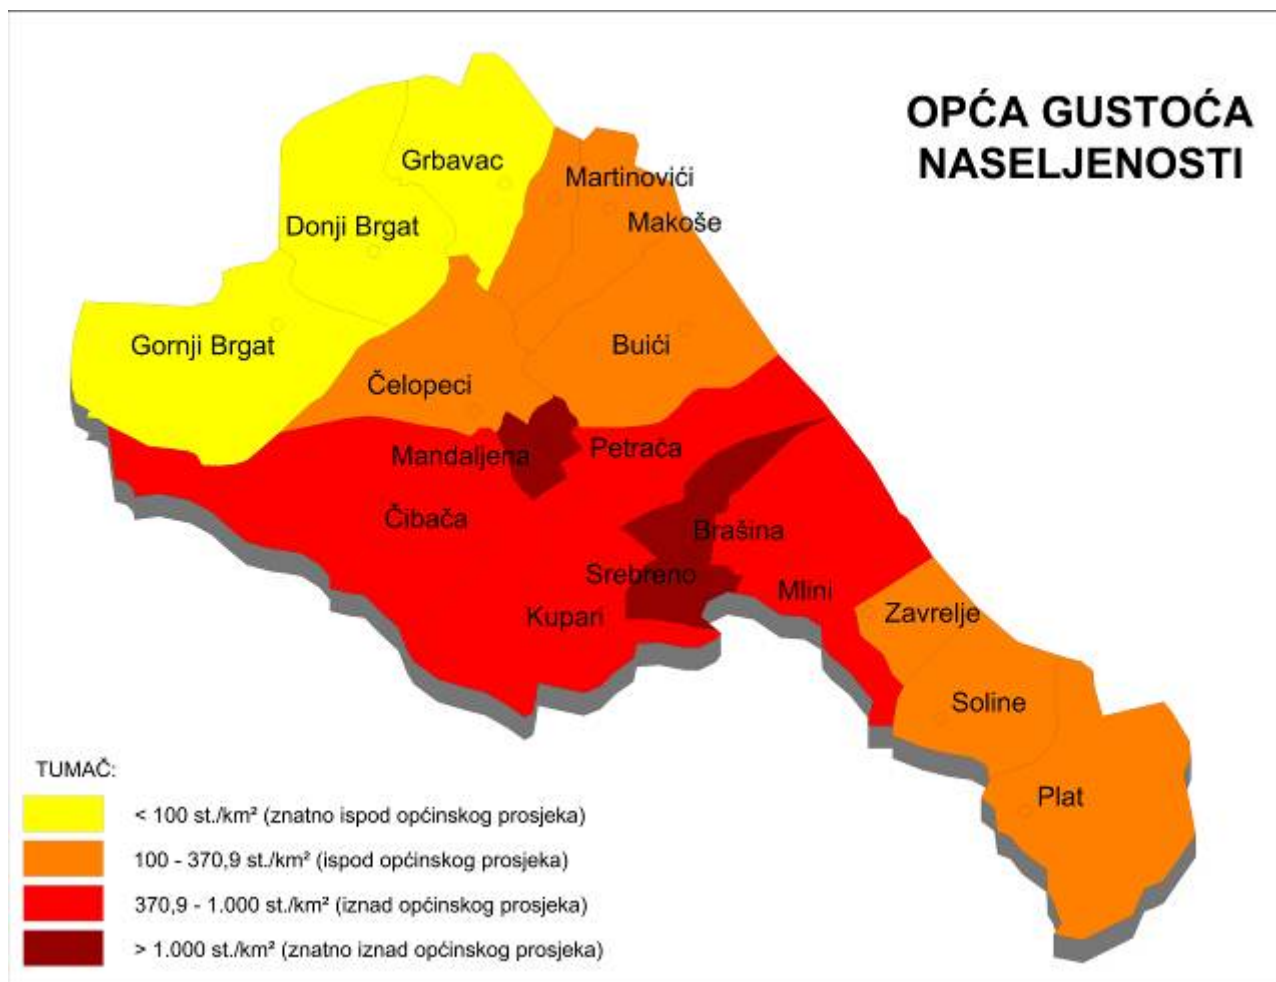 OPĆA GUSTOĆA
NASELJENOSTI
Grbavac
Martinovići
Makoše
Donji Brgat
Gornji Brgat
Buići
Čelopeci
Mandaljena
Petrača
Čibača
Brašina
Srebreno
Mlini
Kupari
Zavrelje
Soline
Plat
TUMAČ:
< 100 st./km² (znatno ispod općinskog prosjeka)
100 - 370,9 st./km² (ispod općinskog prosjeka)
370,9 - 1.000 st./km² (iznad općinskog prosjeka)
> 1.000 st./km² (znatno iznad općinskog prosjeka)